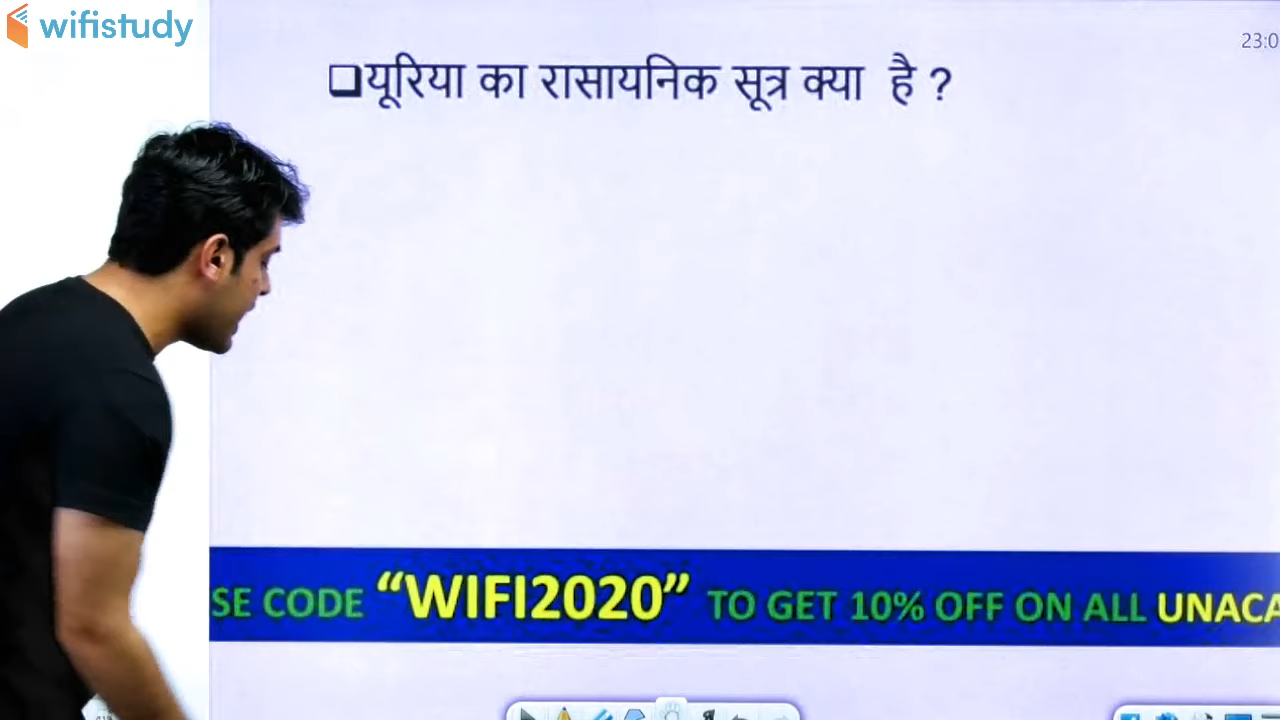 wifistudy
23:0
❑यूरिया का रासायनिक सूत्र क्या है ?
SE CODE “WIFI2020” TO GET 10% OFF ON ALL UNACA